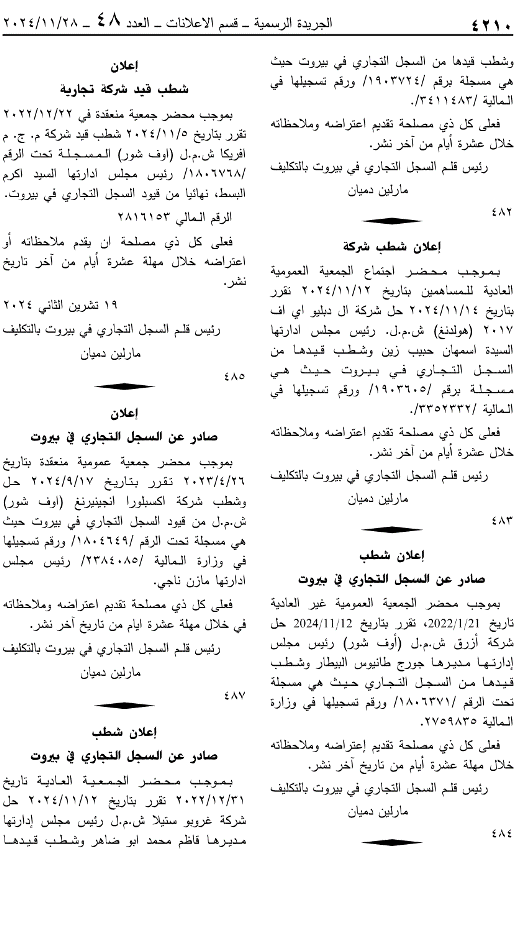 ٤٢١٠
الجريدة الرسمية ــ قسم الاعلانات ــ العدد ٤٨ ــ ٢٠٢٤/١١/٢٨
وشطب قيدها من السجل التجاري في بيروت حيث
هي مسجلة برقم /١٩٠٣٧٢٤/ ورقم تسجيلها في
المالية /٣٤١١٤٨٣/.
فعلى كل ذي مصلحة تقديم اعتراضه وملاحظاته
خلال عشرة أيام من آخر نشر.
رئيس قلم السجل التجاري في بيروت بالتكليف
مارلين دميان
٤٨٢
إعلان شطب شركة
بموجب محضر اجتماع الجمعية العمومية
العادية للمساهمين بتاريخ ٢٠٢٤/١١/١٢ تقرر
بتاريخ ٢٠٢٤/١١/١٤ حل شركة ال دبليو اي اف
٢٠١٧ (هولدنغ) ش.م.ل. رئيس مجلس ادارتها
السيدة اسمهان حبيب زين وشطب قيدها من
السجل التجاري في بيروت حيث هي
مسجلة برقم /١٩٠٣٦٠٥/ ورقم تسجيلها في
المالية /٣٣٥٢٣٣٢/.
فعلى كل ذي مصلحة تقديم اعتراضه وملاحظاته
خلال عشرة أيام من آخر نشر.
رئيس قلم السجل التجاري في بيروت بالتكليف
مارلين دميان
٤٨٣
إعلان شطب
صادر عن السجل التجاري في بيروت
بموجب محضر الجمعية العمومية غير العادية
تاريخ 2022/1/21، تقرر بتاريخ 2024/11/12 حل
شركة أزرق ش.م.ل (أوف شور) رئيس مجلس
إدارتها مديرها جورج طانيوس البيطار وشطب
قيدها من السجل التجاري حيث هي مسجلة
تحت الرقم /١٨٠٦٣٧١/ ورقم تسجيلها في وزارة
المالية ٢٧٥٩٨٣٥.
فعلى كل ذي مصلحة تقديم إعتراضه وملاحظاته
خلال مهلة عشرة أيام من تاريخ آخر نشر.
رئيس قلم السجل التجاري في بيروت بالتكليف
مارلين دميان
٤٨٤
إعلان
شطب قيد شركة تجارية
بموجب محضر جمعية منعقدة في ٢٠٢٢/١٢/٢٢
تقرر بتاريخ ٢٠٢٤/١١/٥ شطب قيد شركة م. ج. م
افريكا ش.م.ل (اوف شور) المسجلة تحت الرقم
/١٨٠٦٧٦٨/ رئيس مجلس ادارتها السيد اكرم
البسط، نهائيا من قيود السجل التجاري في بيروت.
الرقم المالي ٢٨١٦١٥٣
فعلى كل ذي مصلحة ان يقدم ملاحظاته أو
اعتراضه خلال مهلة عشرة أيام من آخر تاريخ
نشر.
١٩ تشرين الثاني ٢٠٢٤
رئيس قلم السجل التجاري في بيروت بالتكليف
مارلين دميان
٤٨٥
إعلان
صادر عن السجل التجاري في بيروت
بموجب محضر جمعية عمومية منعقدة بتاريخ
٢٠٢٣/٤/٢٦ تقرر بتاريخ ٢٠٢٤/٩/١٧ حل
وشطب شركة اكسبلورا انجينيرنغ (اوف شور)
ش.م.ل من قيود السجل التجاري في بيروت حيث
هي مسجلة تحت الرقم /١٨٠٤٦٤٩/ ورقم تسجيلها
في وزارة المالية /٢٣٨٤٠٨٥/ رئيس مجلس
ادارتها مازن ناجي.
فعلى كل ذي مصلحة تقديم اعتراضه وملاحظاته
في خلال مهلة عشرة ايام من تاريخ آخر نشر.
رئيس قلم السجل التجاري في بيروت بالتكليف
مارلين دميان
٤٨٧
إعلان شطب
صادر عن السجل التجاري في بيروت
بموجب محضر الجمعية العادية تاريخ
٢٠٢٢/١٢/٣١ تقرر بتاريخ ٢٠٢٤/١١/١٢ حل
شركة غروبو ستيلا ش.م.ل رئيس مجلس إدارتها
مديرها قاظم محمد ابو ضاهر وشطب قيدها